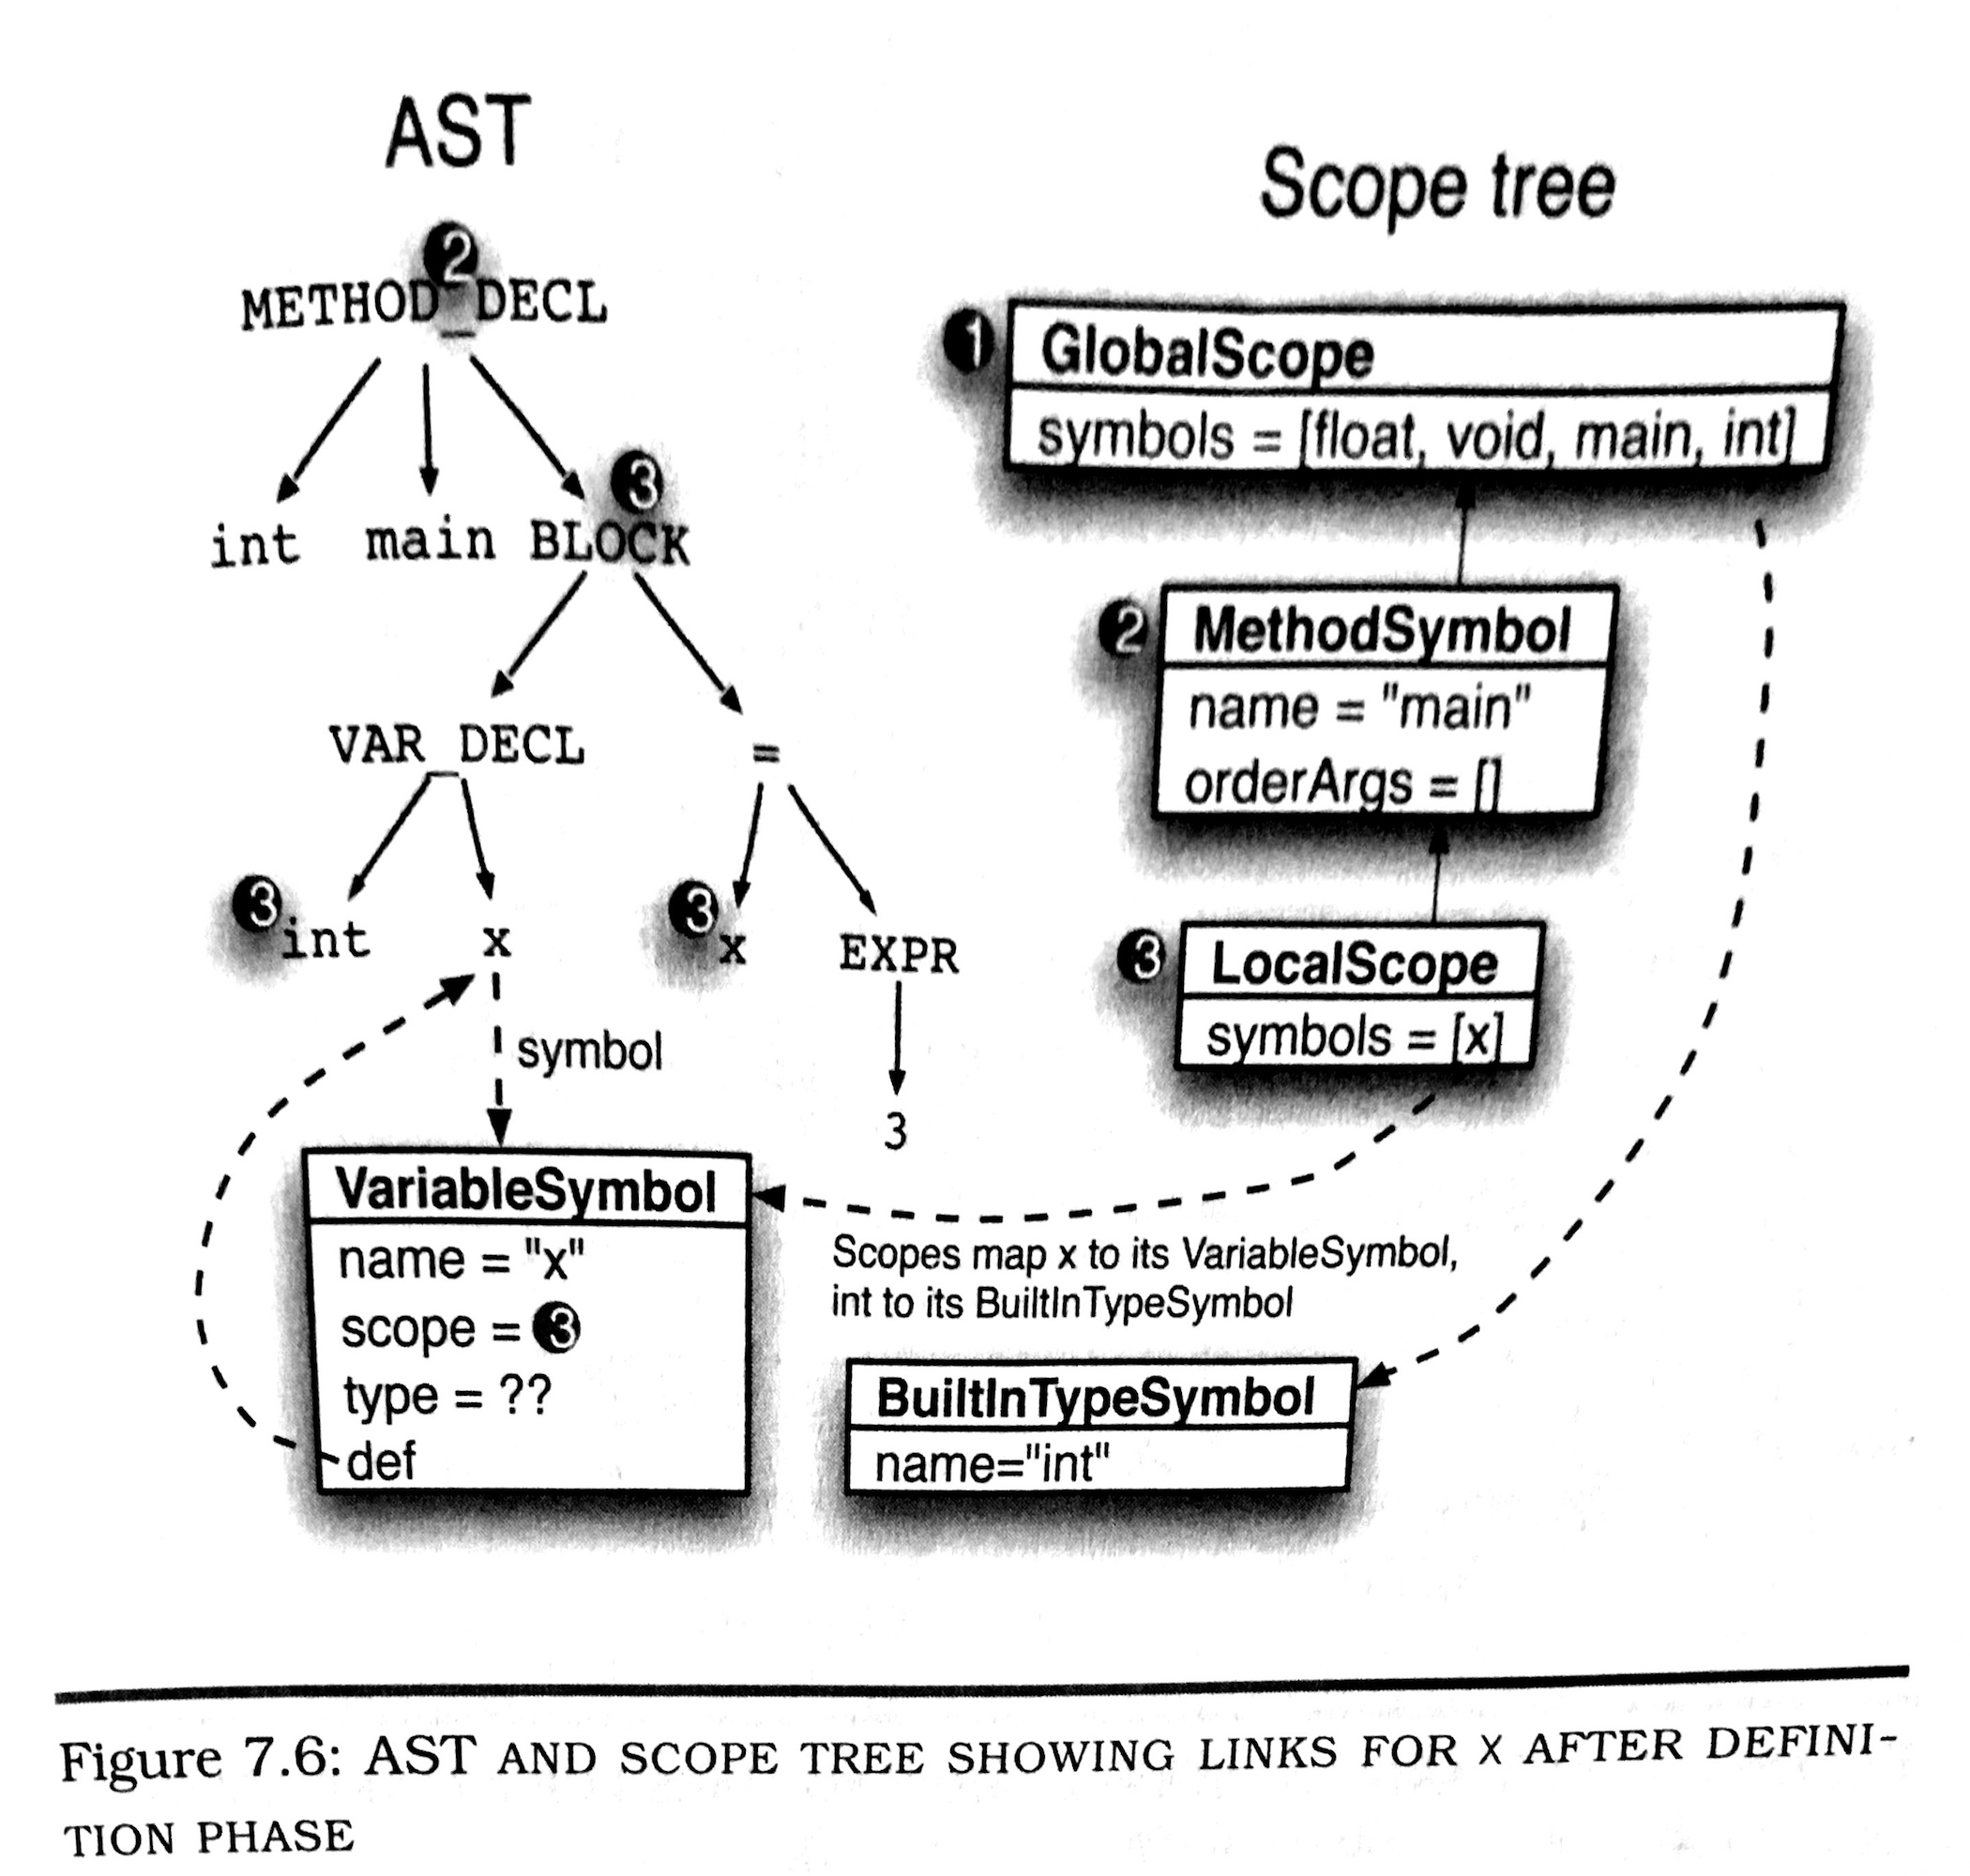 AST
Scope tree
2
METHOD_DECL
1
GlobalScope
symbols = [float, void, main, int]
3
int main BLOCK
2
MethodSymbol
name = "main"
orderArgs = []
VAR_DECL =
3 int x 3 x EXPR
3
LocalScope
symbols = [x]
symbol
3
VariableSymbol
name = "x"
scope = 3
type = ??
def
Scopes map x to its VariableSymbol,
int to its BuiltInTypeSymbol
BuiltInTypeSymbol
name="int"
Figure 7.6: AST AND SCOPE TREE SHOWING LINKS FOR X AFTER DEFINI-
TION PHASE